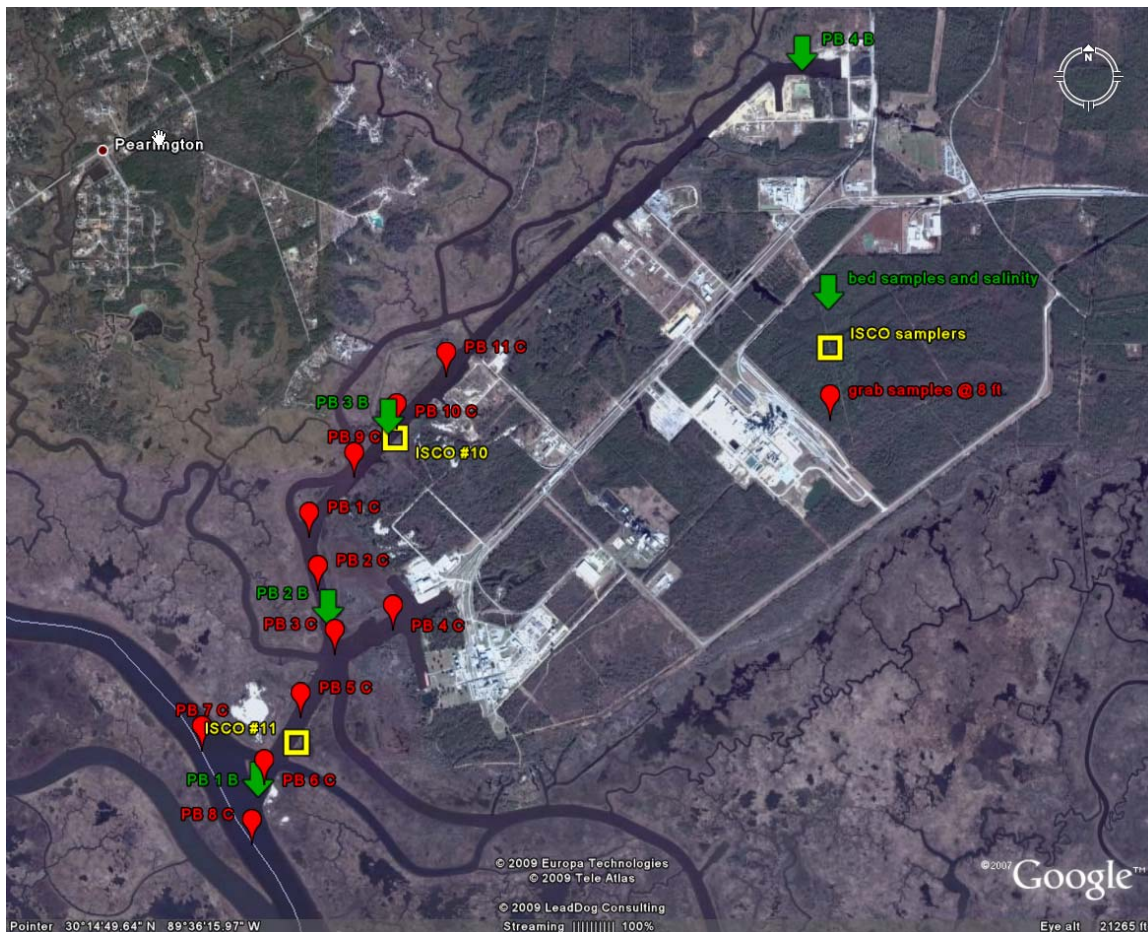 PB 4 B
N
Pearlington
bed samples and salinity
ISCO samplers
grab samples @ 8 ft.
PB 11 C
PB 3 B
PB 10 C
PB 9 C
ISCO #10
PB 1 C
PB 2 C
PB 2 B
PB 3 C
PB 4 C
PB 5 C
PB 7 C
ISCO #11
PB 1 B
PB 6 C
PB 8 C
© 2009 Europa Technologies
© 2009 Tele Atlas
© 2009 LeadDog Consulting
©2007 Google™
Pointer 30°14'49.64" N 89°36'15.97" W Streaming |||||||||| 100% Eye alt 21265 ft